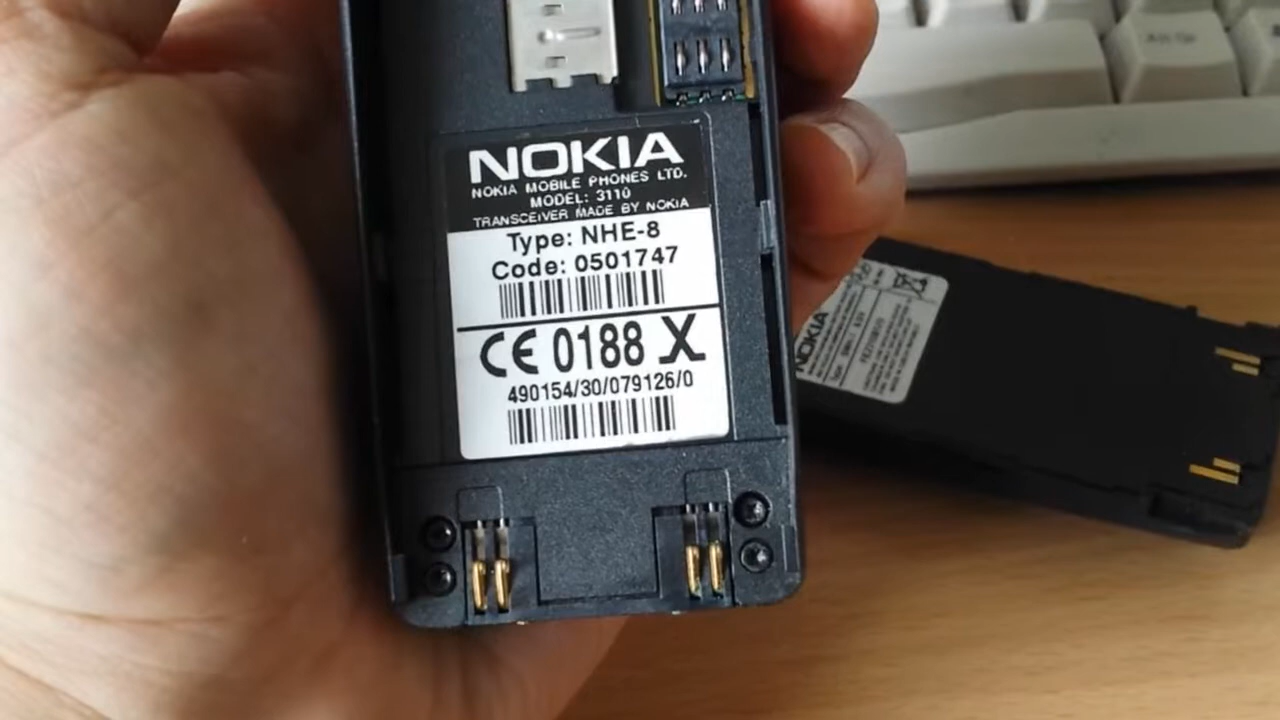 NOKIA
NOKIA MOBILE PHONES LTD.
MODEL: 3110
TRANSCEIVER MADE BY NOKIA
Type: NHE-8
Code: 0501747
CE 0188 X
490154/30/079126/0
NOKIA